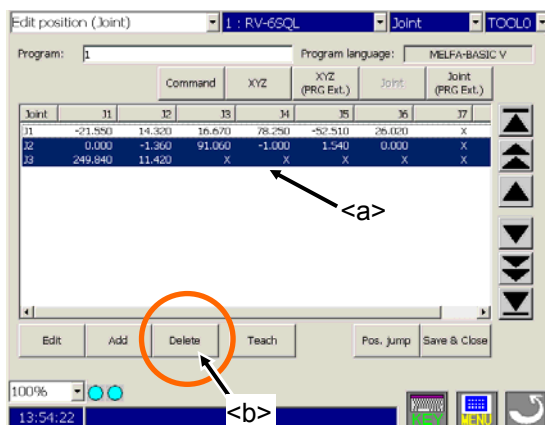 Edit position (Joint) 1 : RV-6SQL Joint TOOL0
Program: 1 Program language: MELFA-BASIC V
Command XYZ XYZ (PRG Ext.) Joint Joint (PRG Ext.)
Joint J1 J2 J3 J4 J5 J6 J7
J1 -21.550 14.320 16.670 78.250 -52.510 26.020 X
J2 0.000 -1.360 91.060 -1.000 1.540 0.000 X
J3 249.840 11.420 X X X X X
<a>
Edit Add Delete Teach Pos. jump Save & Close
100%
<b>
13:54:22
KEY MENU